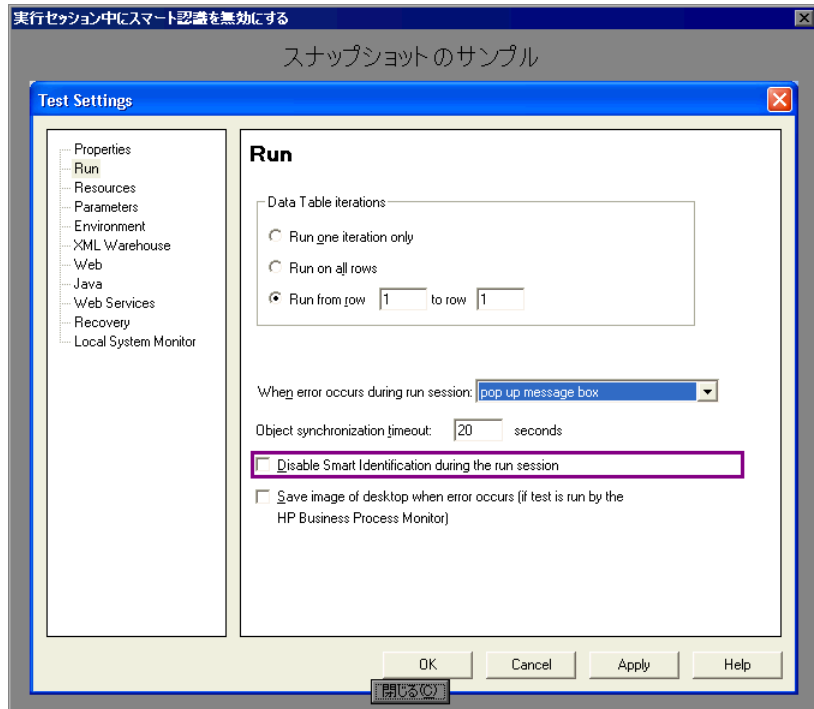 実行セッション中にスマート認識を無効にする
スナップショットのサンプル
Test Settings
Properties
Run
Resources
Parameters
Environment
XML Warehouse
Web
Java
Web Services
Recovery
Local System Monitor
Run
Data Table iterations
Run one iteration only
Run on all rows
Run from row 1 to row 1
When error occurs during run session: pop up message box
Object synchronization timeout: 20 seconds
Disable Smart Identification during the run session
Save image of desktop when error occurs (if test is run by the
HP Business Process Monitor)
OK Cancel Apply Help
閉じる(C)